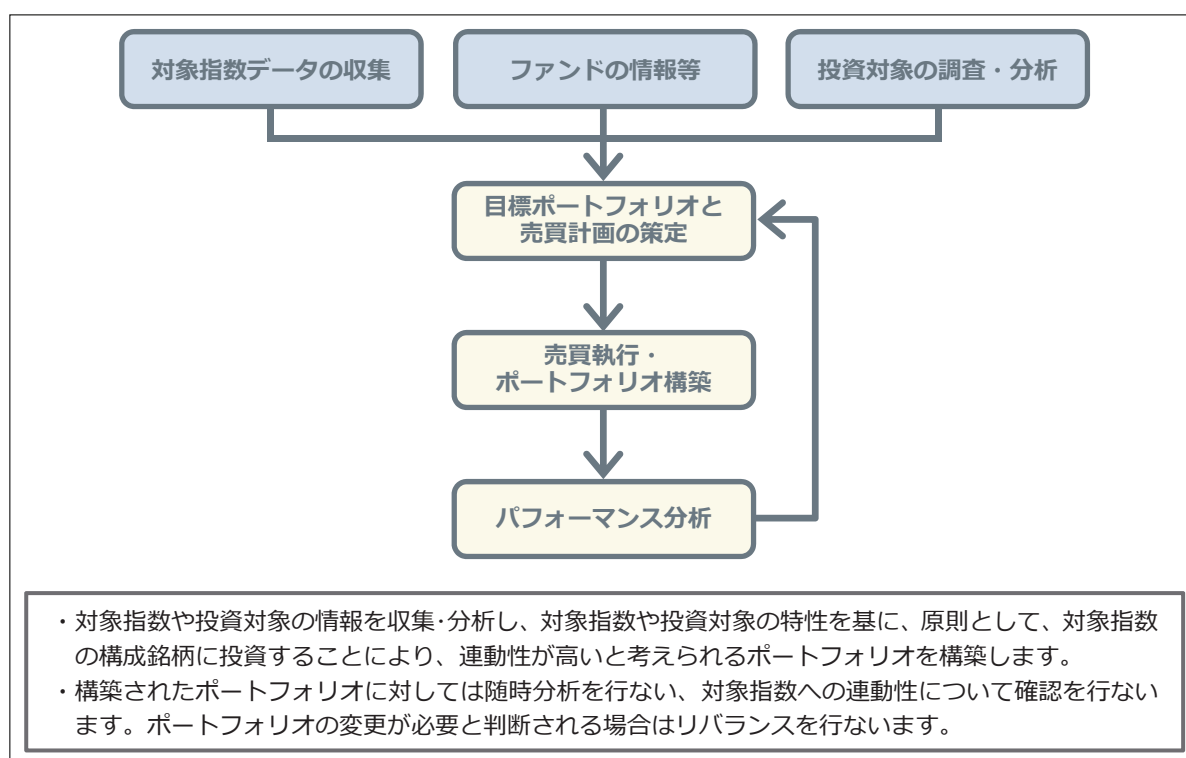 対象指数データの収集
ファンドの情報等
投資対象の調査・分析
目標ポートフォリオと
売買計画の策定
売買執行・
ポートフォリオ構築
パフォーマンス分析
・対象指数や投資対象の情報を収集・分析し、対象指数や投資対象の特性を基に、原則として、対象指数
の構成銘柄に投資することにより、連動性が高いと考えられるポートフォリオを構築します。
・構築されたポートフォリオに対しては随時分析を行ない、対象指数への連動性について確認を行ない
ます。ポートフォリオの変更が必要と判断される場合はリバランスを行ないます。